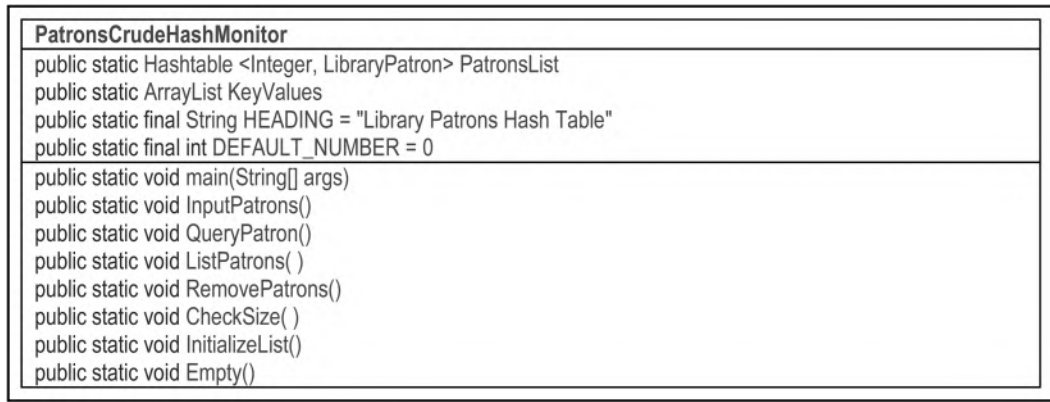 PatronsCrudeHashMonitor
public static Hashtable <Integer, LibraryPatron> PatronsList
public static ArrayList KeyValues
public static final String HEADING = "Library Patrons Hash Table"
public static final int DEFAULT_NUMBER = 0
public static void main(String[] args)
public static void InputPatrons()
public static void QueryPatron()
public static void ListPatrons( )
public static void RemovePatrons()
public static void CheckSize( )
public static void InitializeList()
public static void Empty()